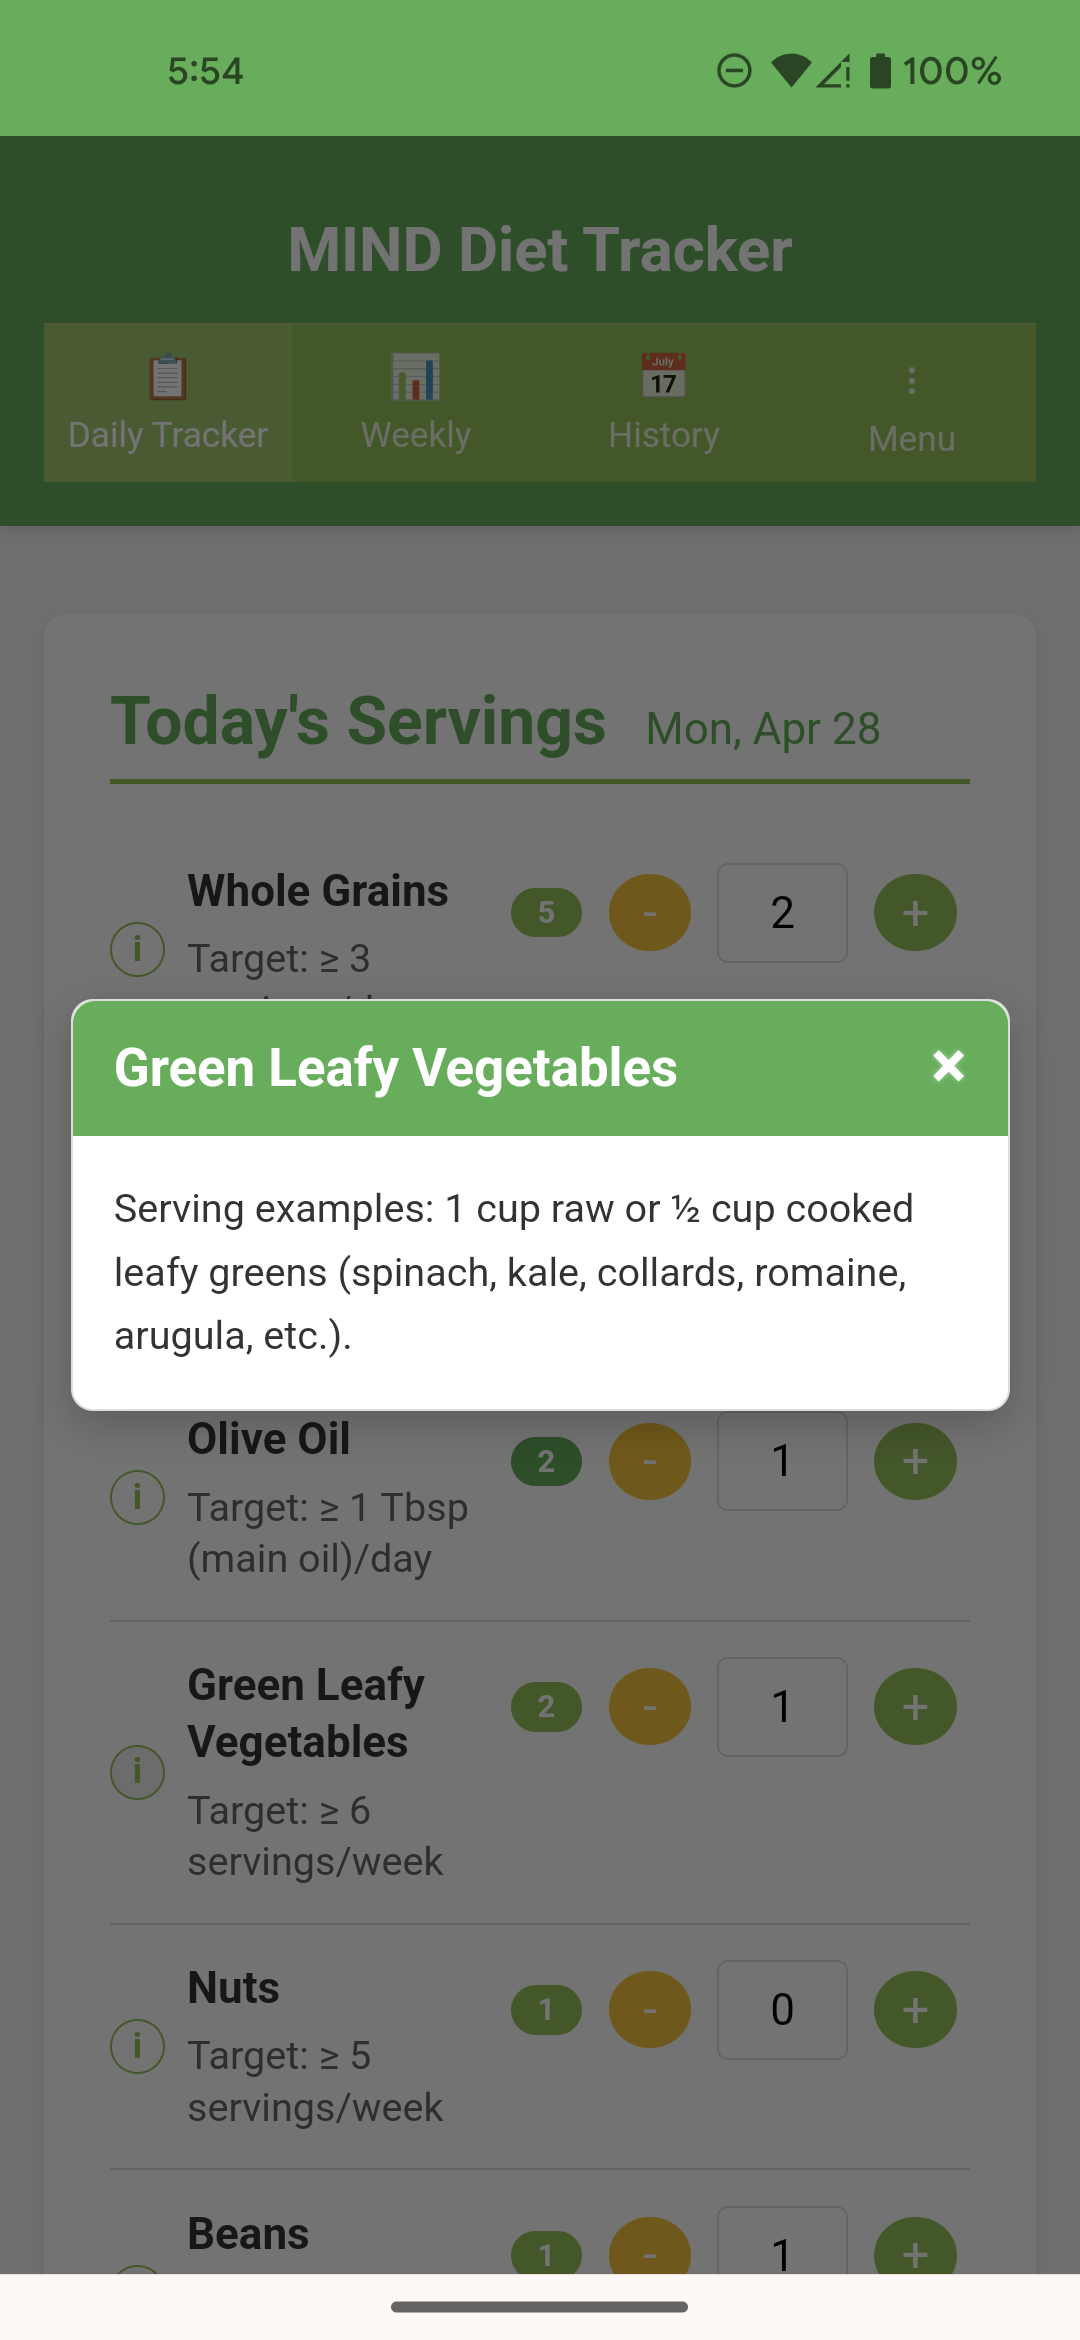 5:54
100%
MIND Diet Tracker
July
17
Daily Tracker
Weekly
History
Menu
Today's Servings Mon, Apr 28
Whole Grains
5 - 2 +
i
Target: ≥ 3
Green Leafy Vegetables ×
Serving examples: 1 cup raw or ½ cup cooked
leafy greens (spinach, kale, collards, romaine,
arugula, etc.).
Olive Oil
2 - 1 +
i
Target: ≥ 1 Tbsp
(main oil)/day
Green Leafy
Vegetables
2 - 1 +
i
Target: ≥ 6
servings/week
Nuts
1 - 0 +
i
Target: ≥ 5
servings/week
Beans
1 - 1 +